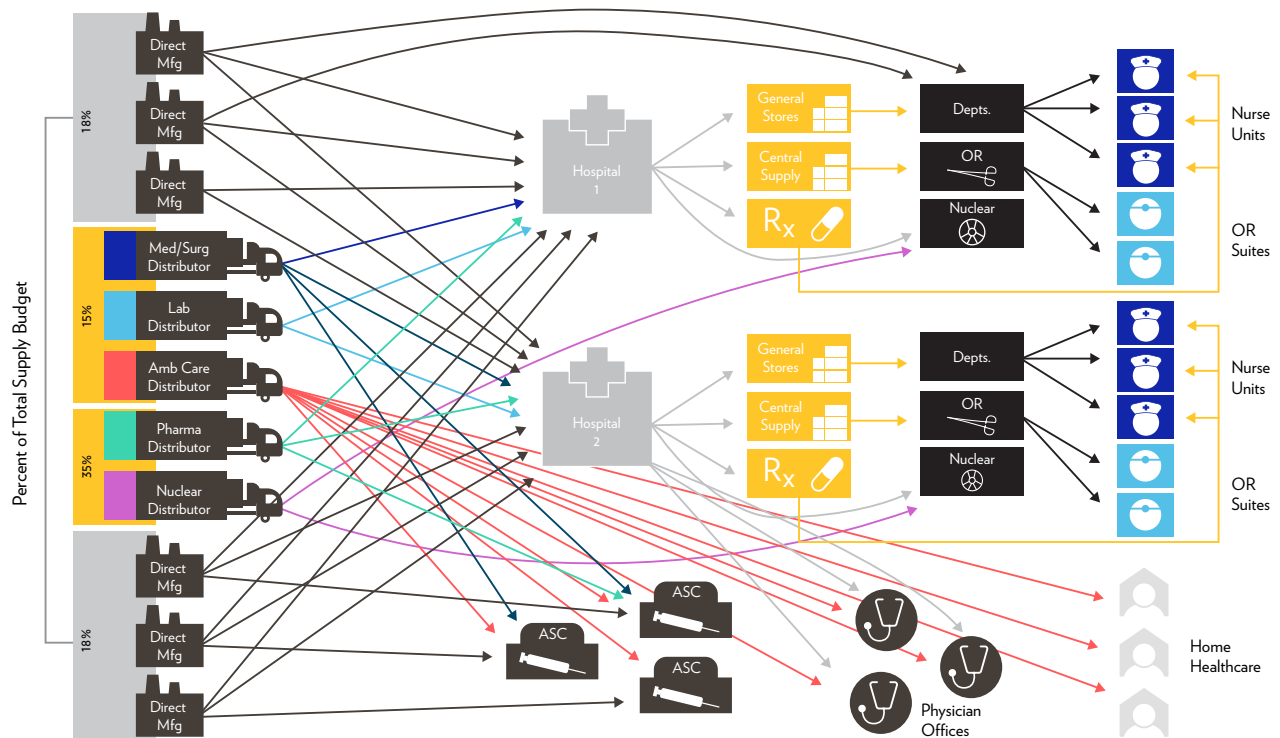 Percent of Total Supply Budget
18%
15%
35%
18%
Direct
Mfg
Direct
Mfg
Direct
Mfg
Med/Surg
Distributor
Lab
Distributor
Amb Care
Distributor
Pharma
Distributor
Nuclear
Distributor
Direct
Mfg
Direct
Mfg
Direct
Mfg
Hospital
1
General
Stores
Central
Supply
Rx
Depts.
OR
Nuclear
Nurse
Units
OR
Suites
Hospital
2
General
Stores
Central
Supply
Rx
Depts.
OR
Nuclear
Nurse
Units
OR
Suites
ASC
ASC
ASC
Physician
Offices
Home
Healthcare